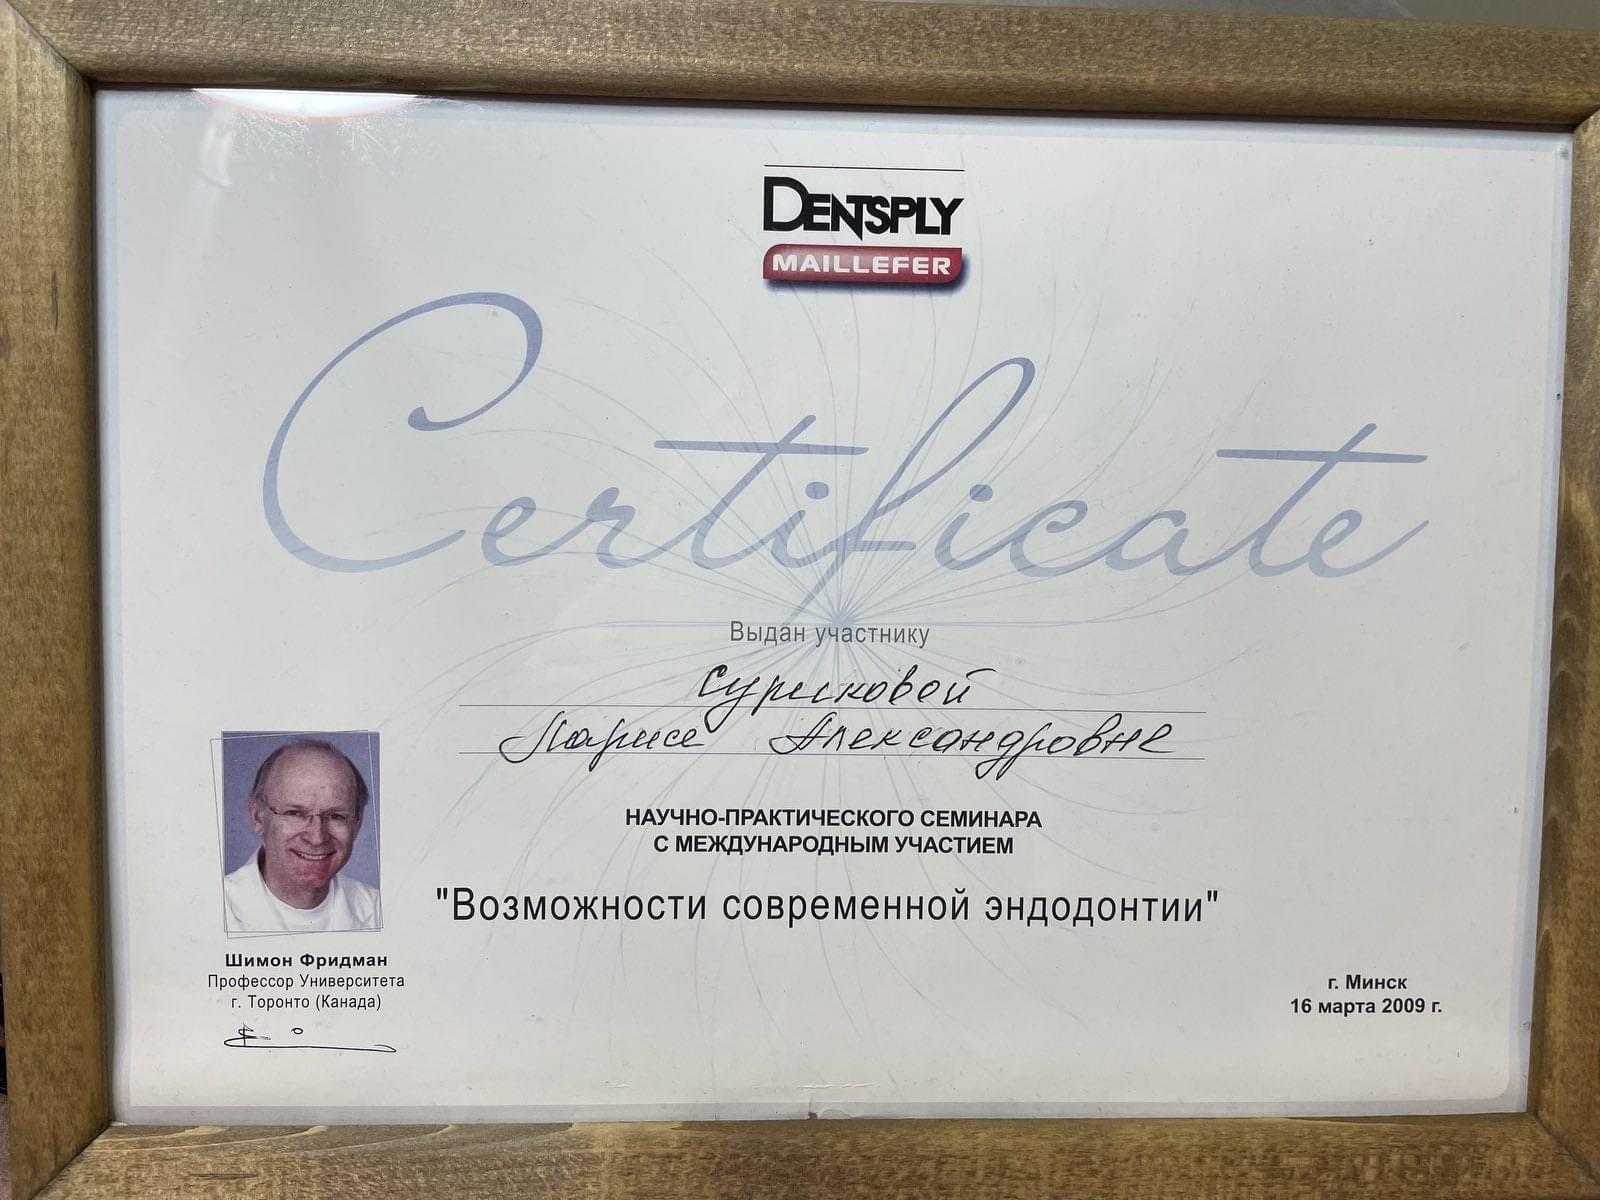 DENTSPLY
MAILLEFER
Certificate
Выдан участнику
Суриковой
Ларисе Александровне
НАУЧНО-ПРАКТИЧЕСКОГО СЕМИНАРА
С МЕЖДУНАРОДНЫМ УЧАСТИЕМ
"Возможности современной эндодонтии"
Шимон Фридман
Профессор Университета
г. Торонто (Канада)
г. Минск
16 марта 2009 г.